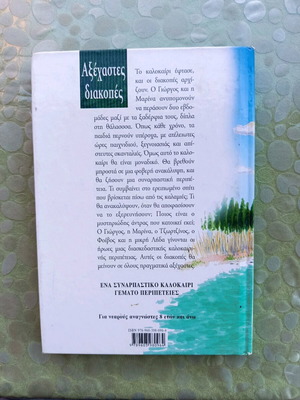 Αξέχαστες
διακοπές
Το καλοκαίρι έφτασε,
και οι διακοπές αρχί-
ζουν. Ο Γιώργος και η
Μαρίνα ανυπομονούν
να περάσουν δυο εβδο-
μάδες μαζί με τα ξαδέρφια τους, δίπλα
στη θάλασσα. Όπως κάθε χρόνο, τα
παιδιά περνούν υπέροχα, με ατελείωτες
ώρες παιχνιδιού, ξεγνοιασιάς και απί-
στευτες σκανταλιές. Όμως αυτό το καλο-
καίρι θα είναι μοναδικό. Θα βρεθούν
μπροστά σε μια φοβερή ανακάλυψη, και
θα ζήσουν μια συναρπαστική περιπέ-
τεια. Τι συμβαίνει στο ερειπωμένο σπίτι
που βρίσκεται πίσω από τις καλαμιές; Τι
θα ανακαλύψουν, όταν θα αποφασίσουν
να το εξερευνήσουν; Ποιος είναι ο
μυστηριώδης άντρας που κατοικεί εκεί;
Ο Γιώργος, η Μαρίνα, ο Τζωρτζίνος, ο
Φοίβος και η μικρή Λήδα γίνονται οι
ήρωες μιας διασκεδαστικής καλοκαιρι-
νής περιπέτειας. Αυτές οι διακοπές θα
μείνουν σε όλους πραγματικά αξέχαστες.
ΕΝΑ ΣΥΝΑΡΠΑΣΤΙΚΟ ΚΑΛΟΚΑΙΡΙ
ΓΕΜΑΤΟ ΠΕΡΙΠΕΤΕΙΕΣ
Για νεαρούς αναγνώστες 8 ετών και άνω